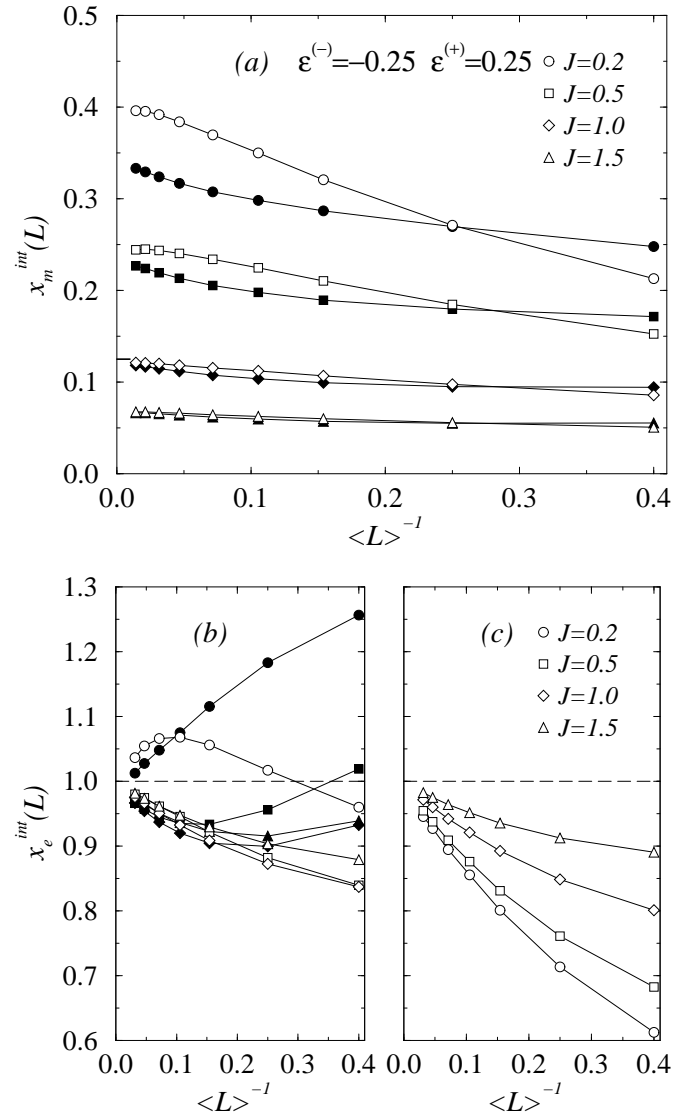 0.5
(a) ε(−)=−0.25 ε(+)=0.25
J=0.2
J=0.5
J=1.0
J=1.5
0.4
0.3
0.2
0.1
0.0
x_m^int(L)
0.0 0.1 0.2 0.3 0.4
<L>^−1
1.3
1.2
1.1
1.0
0.9
0.8
0.7
0.6
x_e^int(L)
(b)
0.0 0.1 0.2 0.3 0.4
<L>^−1
(c)
J=0.2
J=0.5
J=1.0
J=1.5
0.0 0.1 0.2 0.3 0.4
<L>^−1